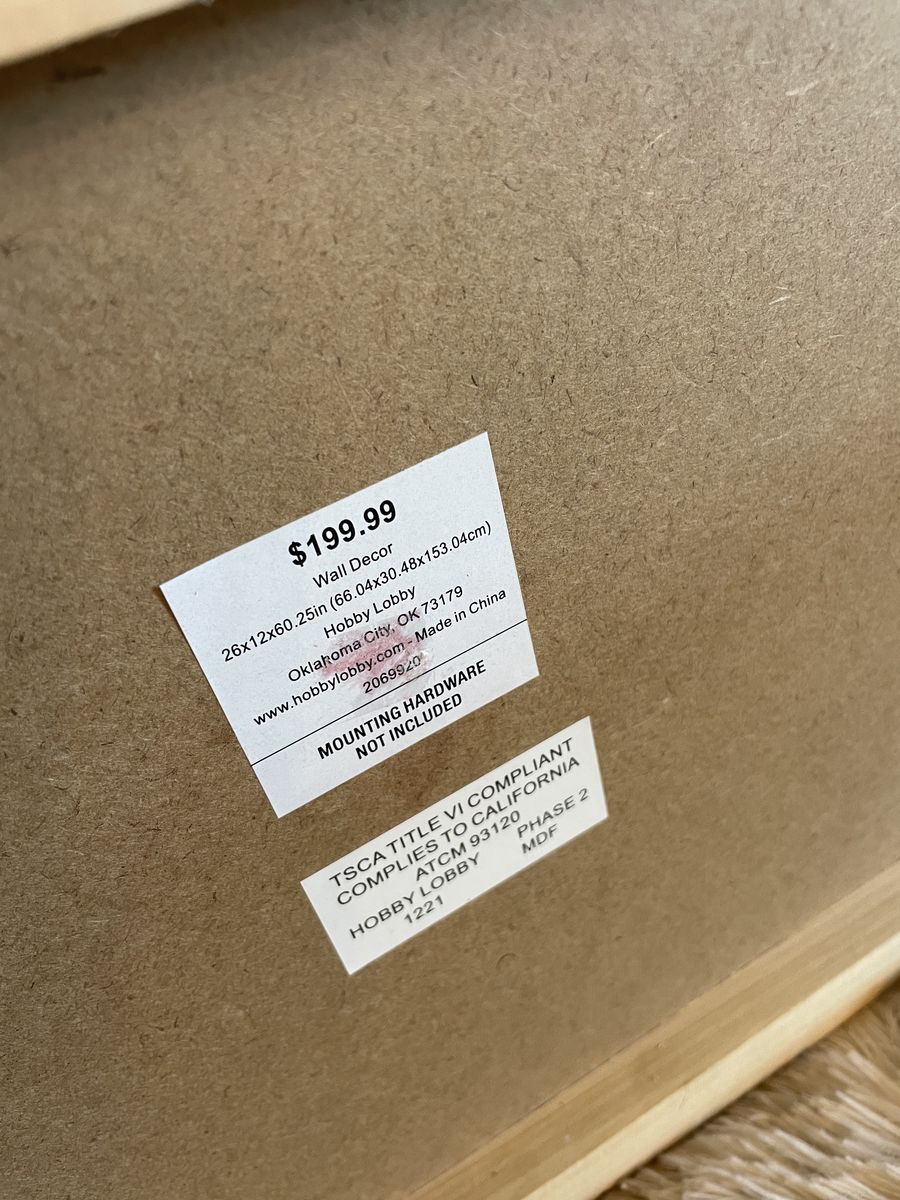 $199.99
Wall Decor
26x12x60.25in (66.04x30.48x153.04cm)
Hobby Lobby
Oklahoma City, OK 73179
www.hobbylobby.com - Made in China
2069920
MOUNTING HARDWARE
NOT INCLUDED
TSCA TITLE VI COMPLIANT
COMPLIES TO CALIFORNIA
ATCM 93120
HOBBY LOBBY PHASE 2
1221 MDF